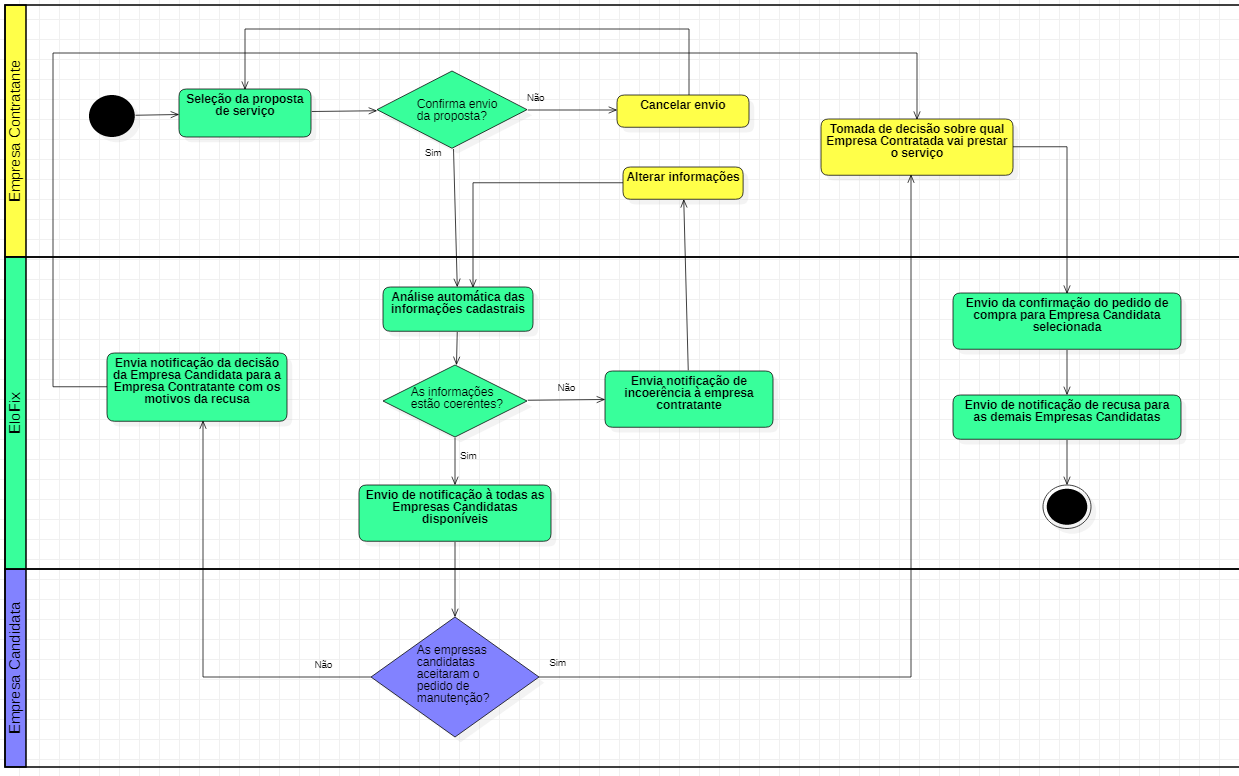 Empresa Contratante
Seleção da proposta
de serviço
Confirma envio
da proposta?
Não
Sim
Cancelar envio
Alterar informações
Tomada de decisão sobre qual
Empresa Contratada vai prestar
o serviço
EloFix
Análise automática das
informações cadastrais
As informações
estão coerentes?
Não
Sim
Envia notificação de
incoerência à empresa
contratante
Envia notificação da decisão
da Empresa Candidata para a
Empresa Contratante com os
motivos da recusa
Envio de notificação à todas as
Empresas Candidatas
disponíveis
Envio da confirmação do pedido de
compra para Empresa Candidata
selecionada
Envio de notificação de recusa para
as demais Empresas Candidatas
Empresa Candidata
As empresas
candidatas
aceitaram o
pedido de
manutenção?
Não
Sim